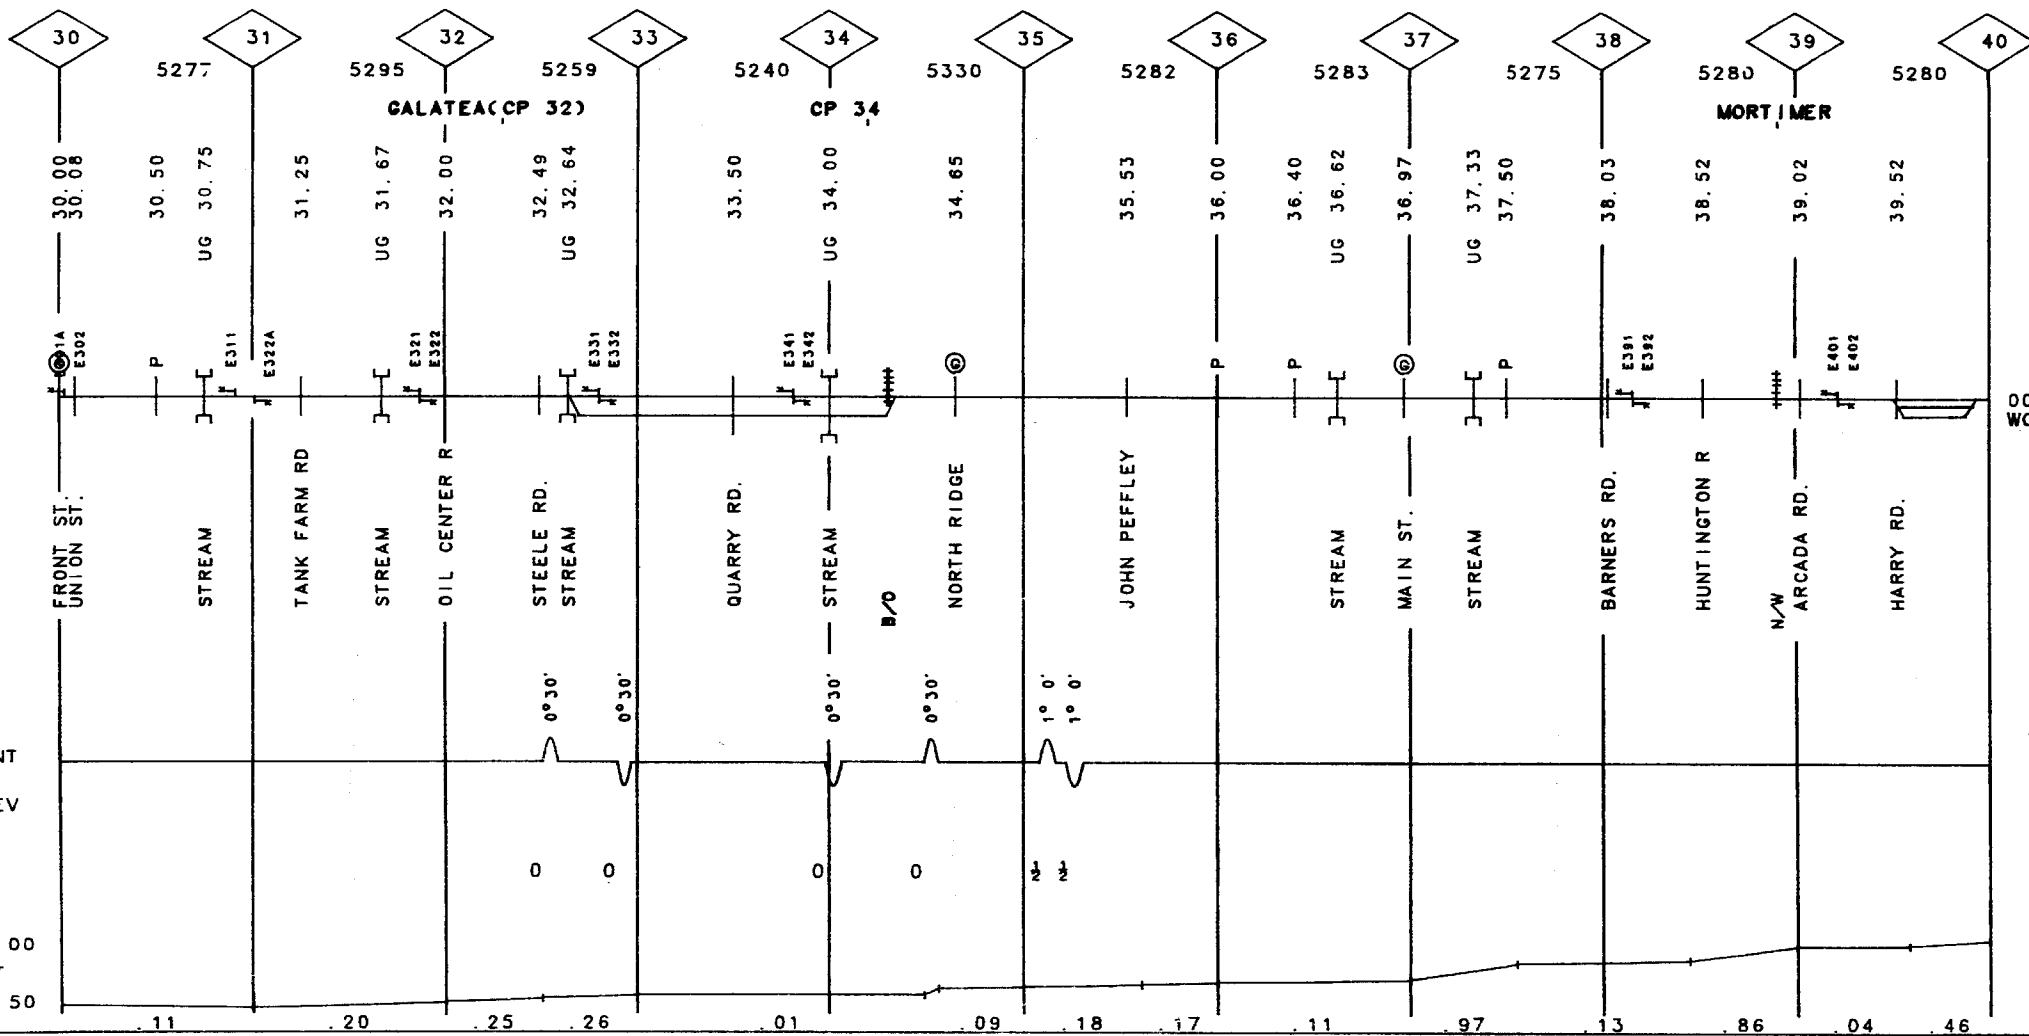 30 31 32 33 34 35 36 37 38 39 40
5277 5295 5259 5240 5330 5282 5283 5275 5280 5280
GALATEA(CP 32) CP 34 MORTIMER
30.00
30.08
30.50
UG 30.75
31.25
UG 31.67
32.00
32.49
UG 32.64
33.50
UG 34.00
34.65
35.53
36.00
36.40
UG 36.62
36.97
UG 37.33
37.50
38.03
38.52
39.02
39.52
E302
P
E311
E322A
E321
E322
E331
E332
E341
E342
G
P
P
G
P
E391
E392
E401
E402
00
WO
FRONT ST.
UNION ST.
STREAM
TANK FARM RD
STREAM
OIL CENTER R
STEELE RD.
STREAM
QUARRY RD.
STREAM
B/O
NORTH RIDGE
JOHN PEFFLEY
STREAM
MAIN ST.
STREAM
BARNERS RD.
HUNTINGTON R
N/W
ARCADA RD.
HARRY RD.
0°30'
0°30'
0°30'
0°30'
1° 0'
1° 0'
NT
EV
0 0 0 0 ½ ½
00
T
50
.11 .20 .25 .26 .01 .09 .18 .17 .11 .97 .13 .86 .04 .46